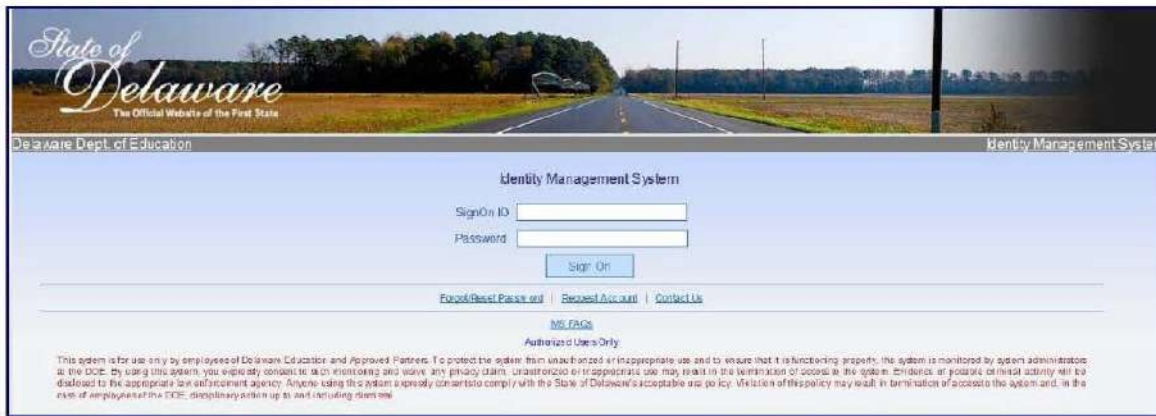 State of
Delaware
The Official Website of the First State
Delaware Dept. of Education
Identity Management System
Identity Management System
SignOn ID
Password
Sign On
Forgot/Reset Password | Request Account | Contact Us
IMS FAQs
Authorized Users Only
This system is for use only by employees of Delaware Education and Approved Partners. To protect the system from unauthorized or inappropriate use and to ensure that it is functioning properly, the system is monitored by system administrators
at the DOE. By using this system, you expressly consent to such monitoring and waive any privacy claim. Unauthorized or inappropriate use may result in the termination of access to the system. Evidence of possible criminal activity will be
disclosed to the appropriate law enforcement agency. Anyone using this system expressly consents to comply with the State of Delaware's acceptable use policy. Violation of this policy may result in termination of access to the system and, in the
case of employees of the DOE, disciplinary action up to and including dismissal.